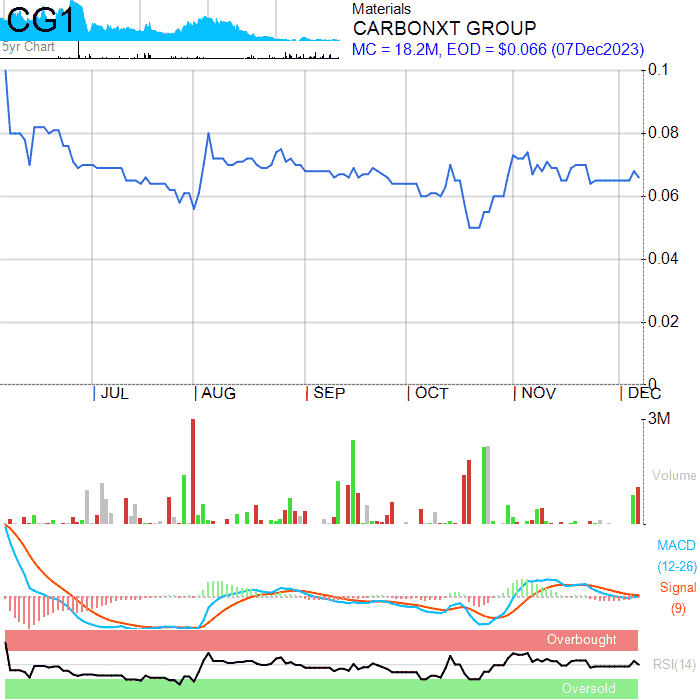 CG1
5yr Chart
Materials
CARBONXT GROUP
MC = 18.2M, EOD = $0.066 (07Dec2023)
0.1
0.08
0.06
0.04
0.02
0
JUL AUG SEP OCT NOV DEC
3M
Volume
MACD
(12-26)
Signal
(9)
Overbought
RSI(14)
Oversold